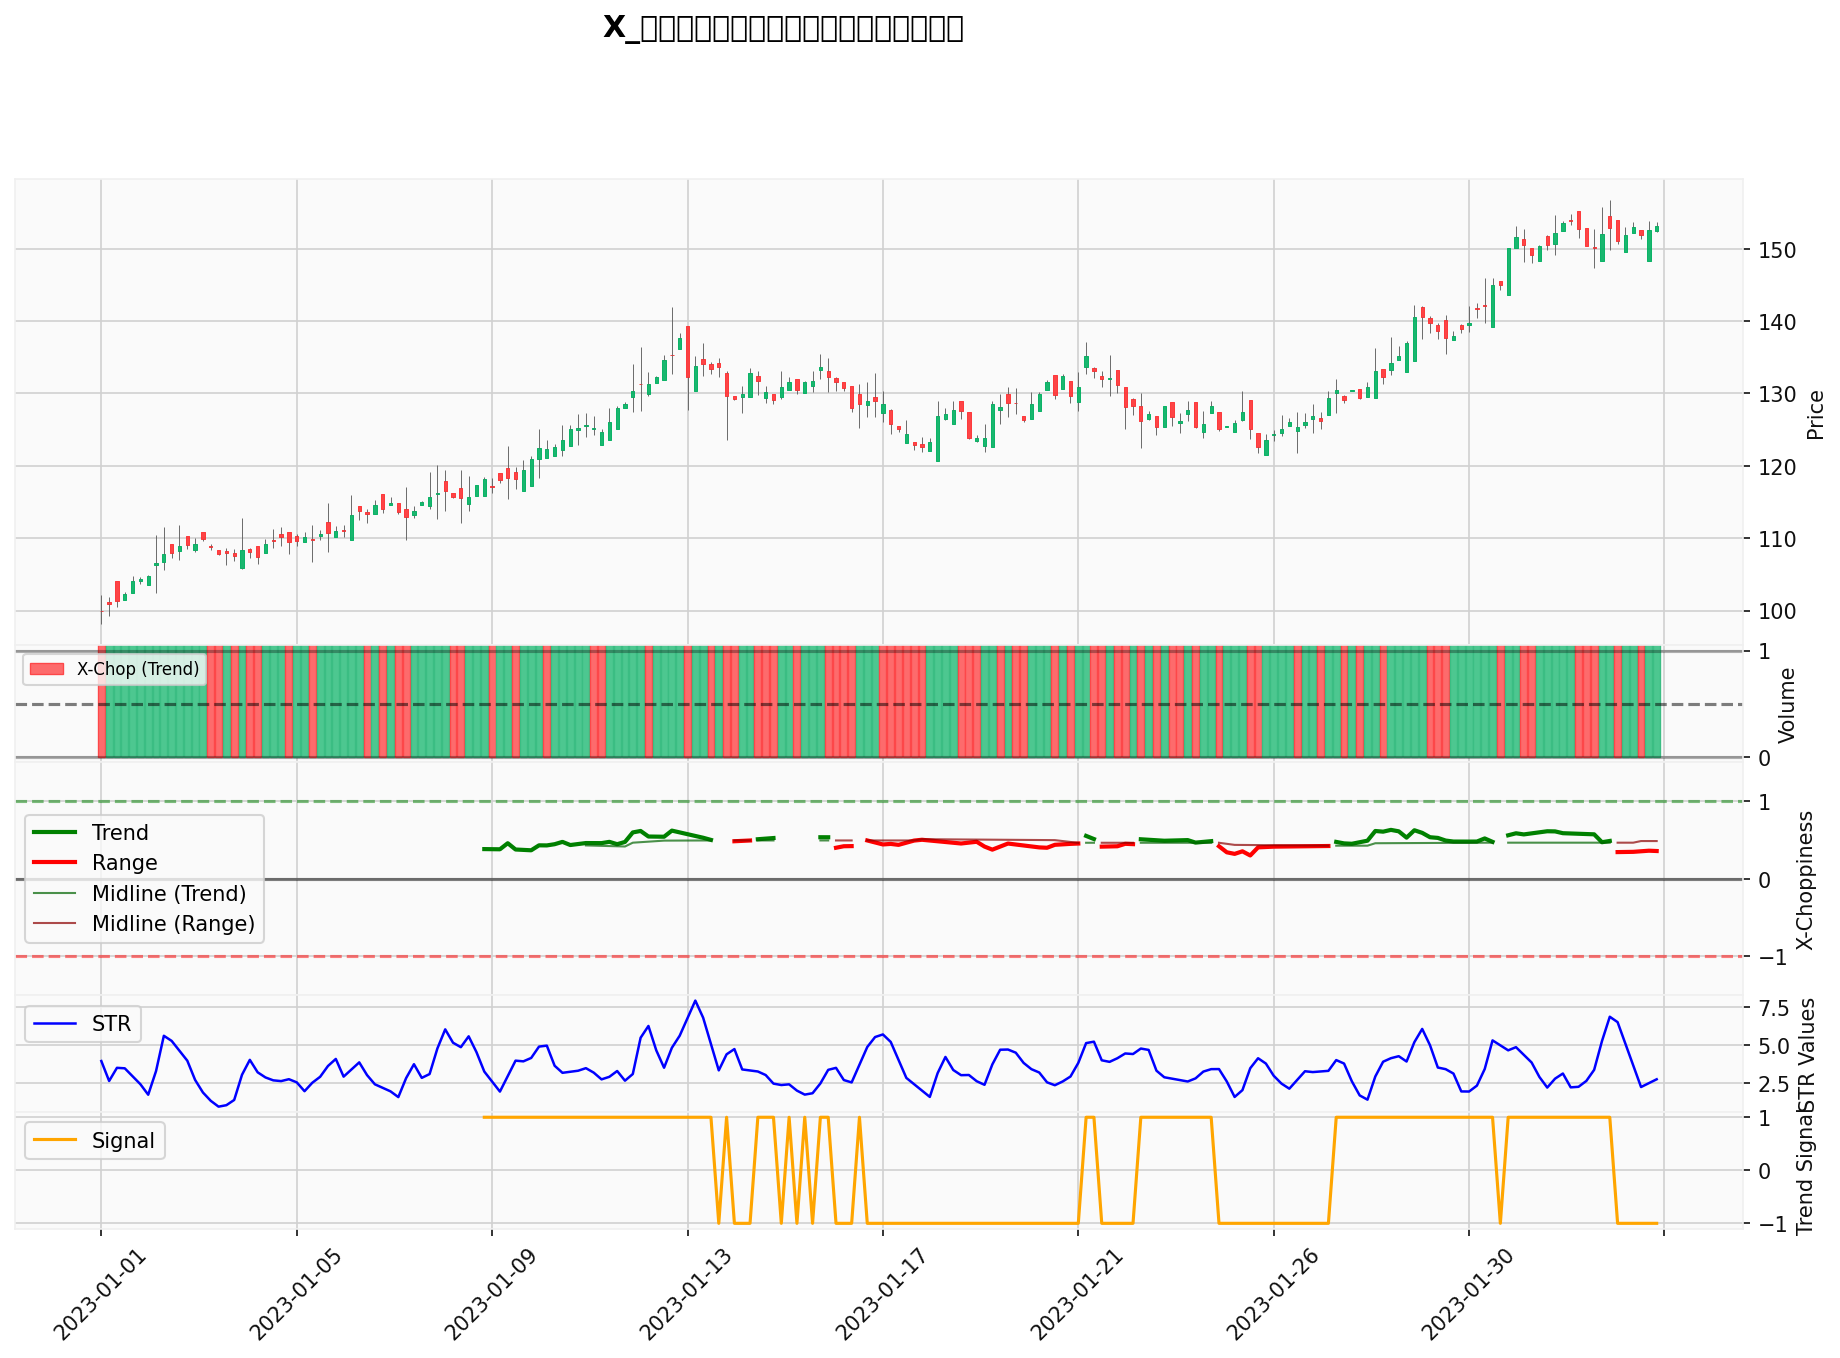 X_
150
140
130
120
110
100
Price
X-Chop (Trend)
1
0
Volume
Trend
Range
Midline (Trend)
Midline (Range)
1
0
−1
X-Choppiness
STR
7.5
5.0
2.5
STR Values
Signal
1
0
−1
Trend Signal
2023-01-01
2023-01-05
2023-01-09
2023-01-13
2023-01-17
2023-01-21
2023-01-26
2023-01-30